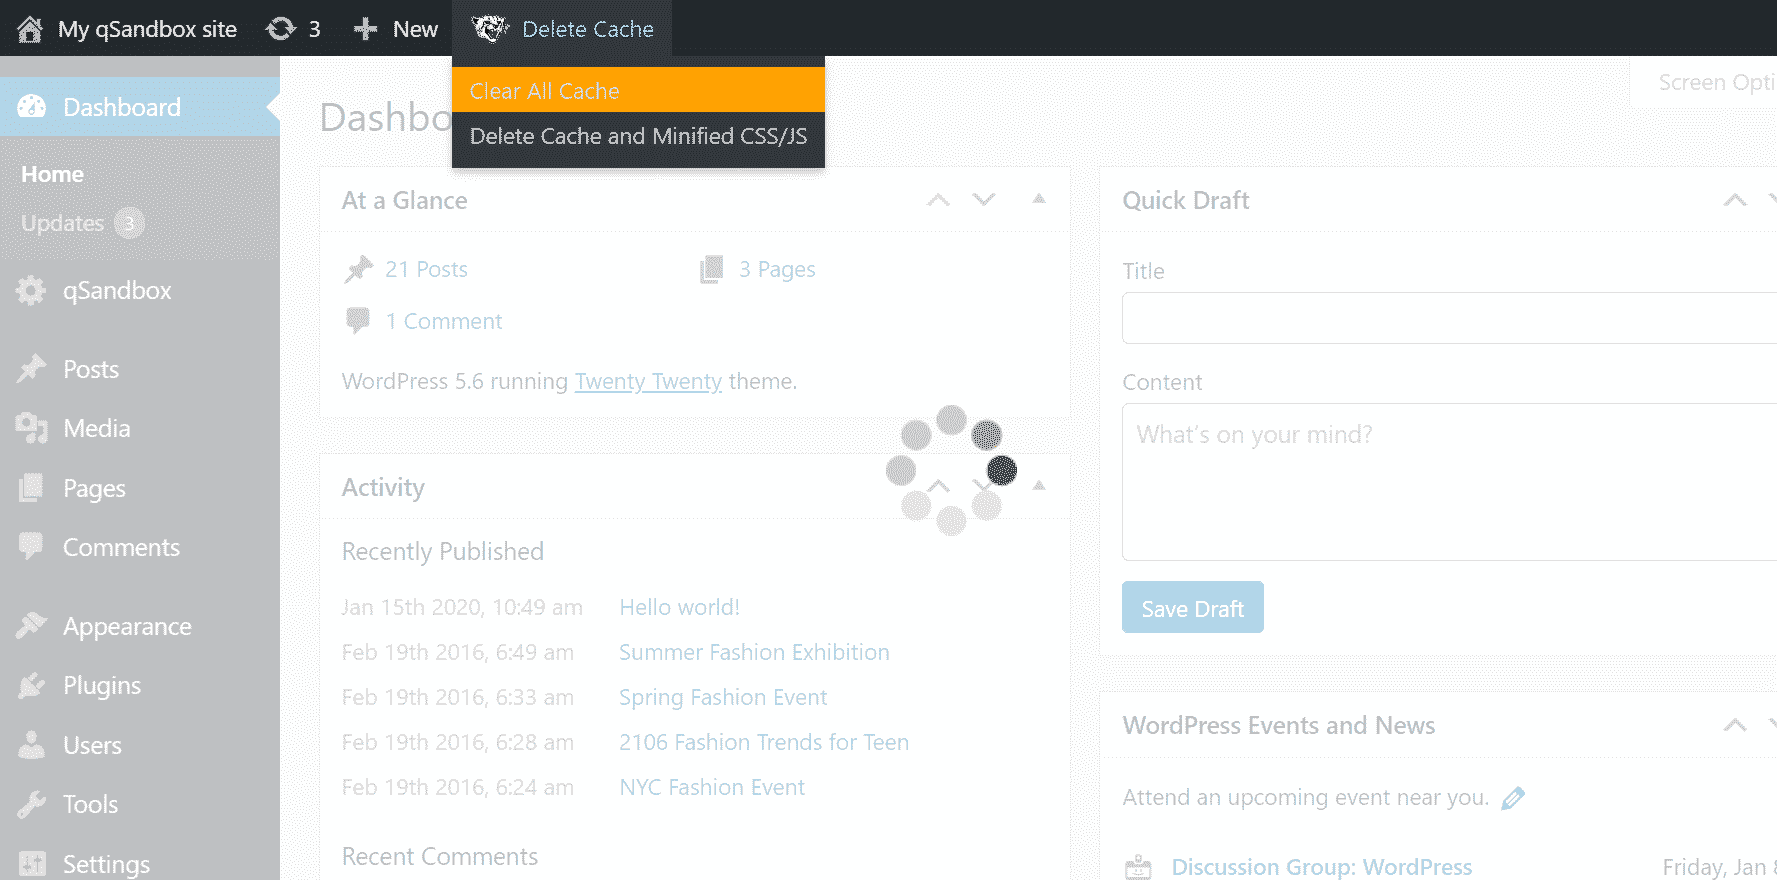 My qSandbox site 3 New Delete Cache
Clear All Cache
Delete Cache and Minified CSS/JS
Screen Opti
Dashboard
Home
Updates 3
qSandbox
Posts
Media
Pages
Comments
Appearance
Plugins
Users
Tools
Settings
Dashbo
At a Glance
21 Posts
3 Pages
1 Comment
WordPress 5.6 running Twenty Twenty theme.
Activity
Recently Published
Jan 15th 2020, 10:49 am Hello world!
Feb 19th 2016, 6:49 am Summer Fashion Exhibition
Feb 19th 2016, 6:33 am Spring Fashion Event
Feb 19th 2016, 6:28 am 2106 Fashion Trends for Teen
Feb 19th 2016, 6:24 am NYC Fashion Event
Recent Comments
Quick Draft
Title
Content
What's on your mind?
Save Draft
WordPress Events and News
Attend an upcoming event near you.
Discussion Group: WordPress
Friday, Jan 8